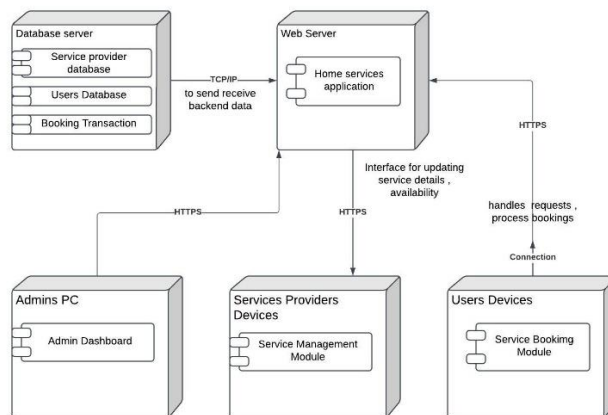 Database server
Service provider
database
Users Database
Booking Transaction
TCP/IP
to send receive
backend data
Web Server
Home services
application
HTTPS
Interface for updating
service details ,
availability
HTTPS
HTTPS
handles requests ,
process bookings
Connection
Admins PC
Admin Dashboard
Services Providers
Devices
Service Management
Module
Users Devices
Service Bookimg
Module